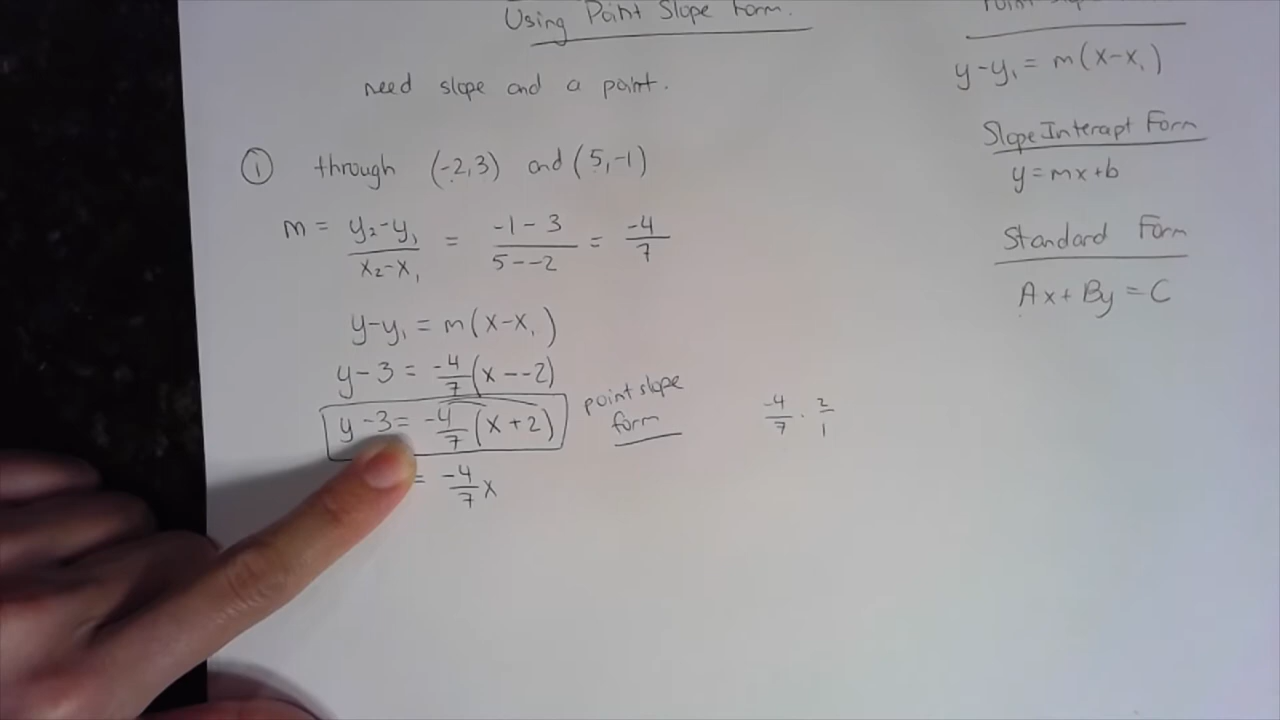 Using Point Slope Form.
need slope and a point.
① through (-2,3) and (5,-1)
m = y₂-y₁/x₂-x₁ = -1-3/5--2 = -4/7
y-y₁ = m(x-x₁)
y-3 = -4/7(x--2)
y-3= -4/7(x+2) point slope form
= -4/7x
-4/7 · 2/1
y-y₁= m(x-x₁)
Slope Intercept Form
y=mx+b
Standard Form
Ax+By=C